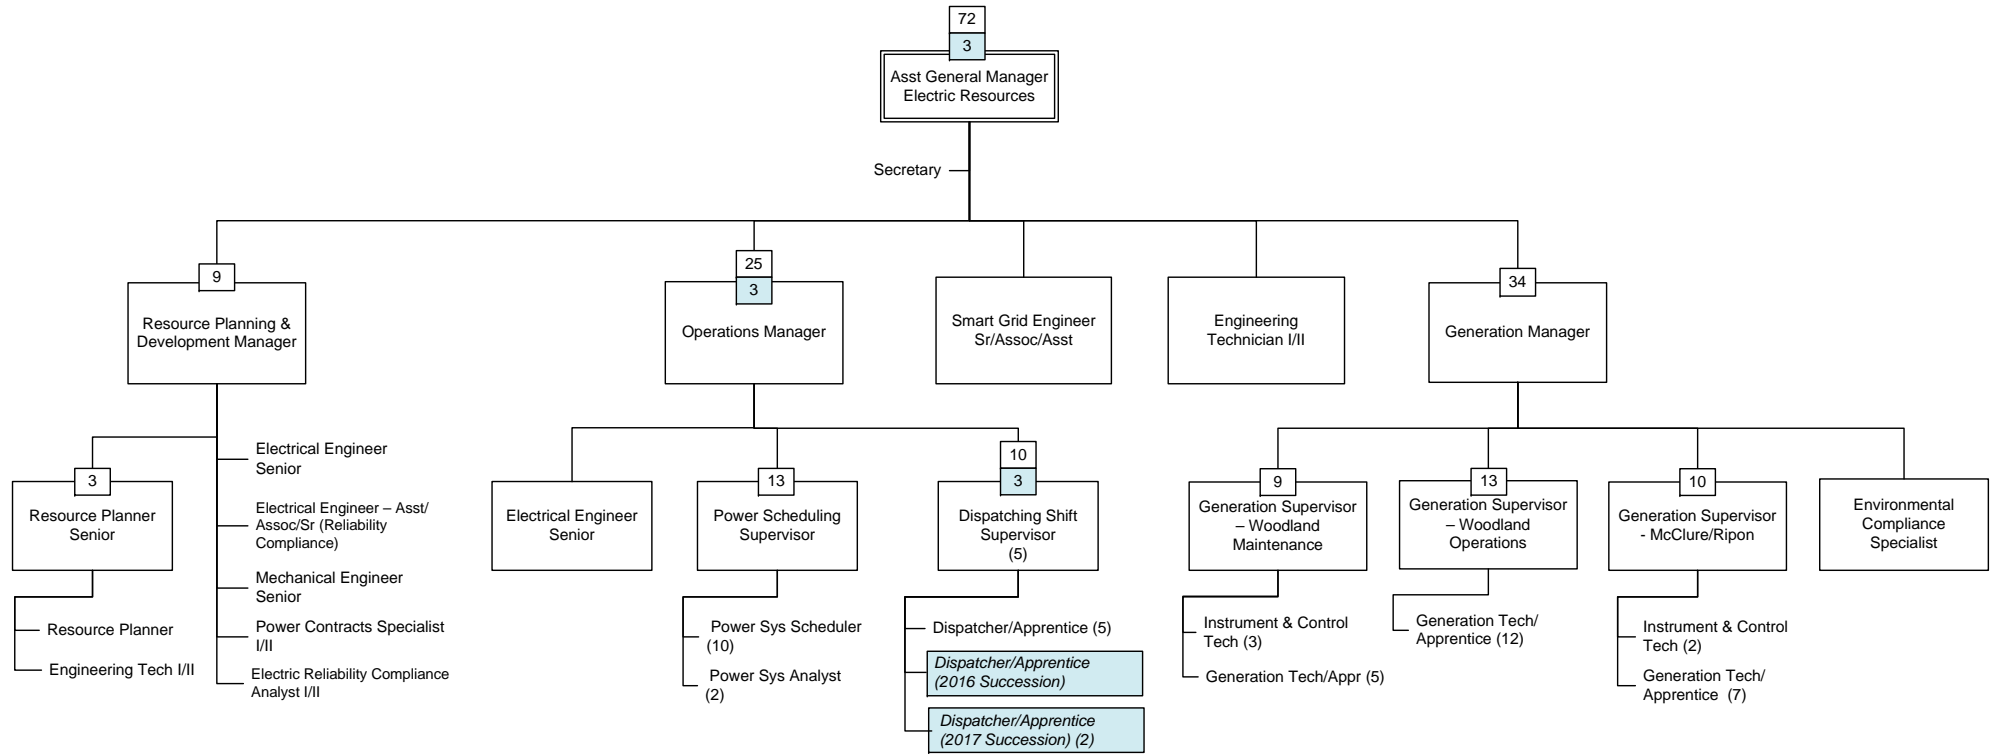 72
3
Asst General Manager
Electric Resources
Secretary
9
Resource Planning &
Development Manager
25
3
Operations Manager
Smart Grid Engineer
Sr/Assoc/Asst
Engineering
Technician I/II
34
Generation Manager
3
Resource Planner
Senior
Resource Planner
Engineering Tech I/II
Electrical Engineer
Senior
Electrical Engineer – Asst/
Assoc/Sr (Reliability
Compliance)
Mechanical Engineer
Senior
Power Contracts Specialist
I/II
Electric Reliability Compliance
Analyst I/II
Electrical Engineer
Senior
13
Power Scheduling
Supervisor
Power Sys Scheduler
(10)
Power Sys Analyst
(2)
10
3
Dispatching Shift
Supervisor
(5)
Dispatcher/Apprentice (5)
Dispatcher/Apprentice
(2016 Succession)
Dispatcher/Apprentice
(2017 Succession) (2)
9
Generation Supervisor
– Woodland
Maintenance
Instrument & Control
Tech (3)
Generation Tech/Appr (5)
13
Generation Supervisor
– Woodland
Operations
Generation Tech/
Apprentice (12)
10
Generation Supervisor
- McClure/Ripon
Instrument & Control
Tech (2)
Generation Tech/
Apprentice (7)
Environmental
Compliance
Specialist